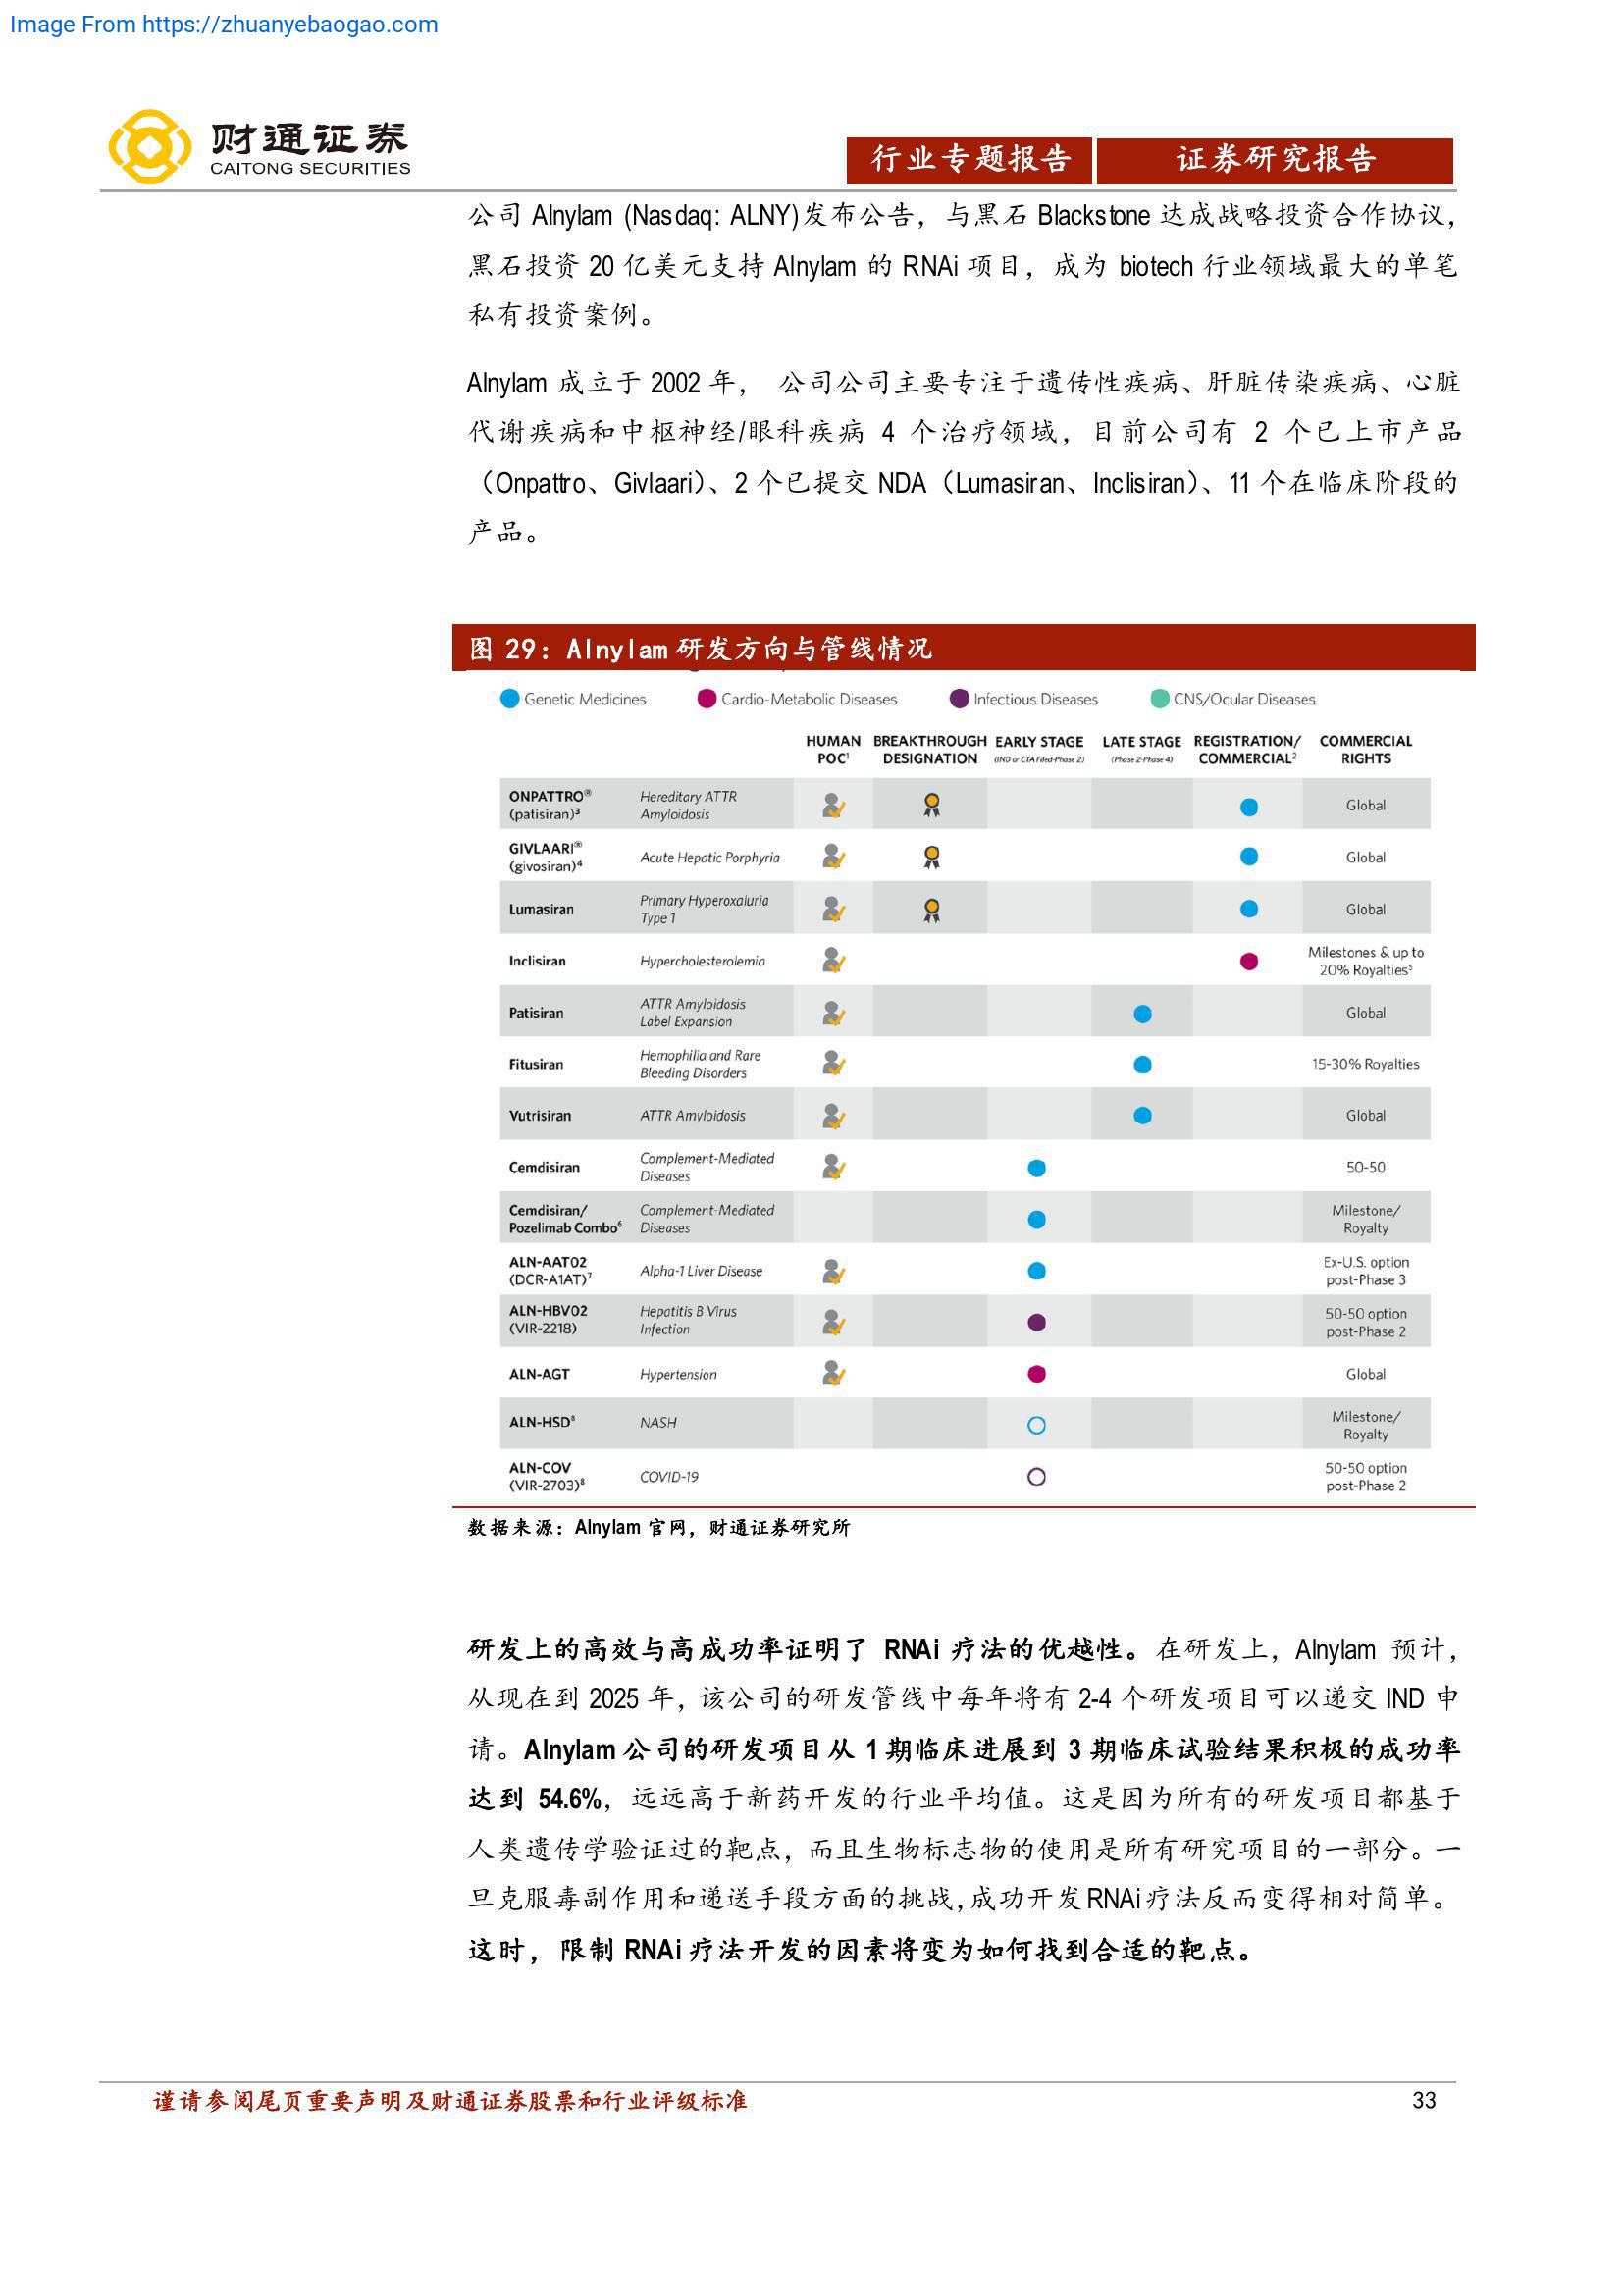 Image From https://zhuanyebaogao.com
财通证券
CAITONG SECURITIES
行业专题报告
证券研究报告
公司 Alnylam (Nasdaq: ALNY)发布公告，与黑石 Blackstone 达成战略投资合作协议，
黑石投资 20 亿美元支持 Alnylam 的 RNAi 项目，成为 biotech 行业领域最大的单笔
私有投资案例。
Alnylam 成立于 2002 年， 公司公司主要专注于遗传性疾病、肝脏传染疾病、心脏
代谢疾病和中枢神经/眼科疾病 4 个治疗领域，目前公司有 2 个已上市产品
（Onpattro、Givlaari）、2 个已提交 NDA（Lumasiran、Inclisiran）、11 个在临床阶段的
产品。
图 29：Alnylam 研发方向与管线情况
Genetic Medicines Cardio-Metabolic Diseases Infectious Diseases CNS/Ocular Diseases
HUMAN BREAKTHROUGH EARLY STAGE LATE STAGE REGISTRATION/ COMMERCIAL
POC¹ DESIGNATION (IND or CTA Filed-Phase 2) (Phase 2-Phase 4) COMMERCIAL² RIGHTS
ONPATTRO® Hereditary ATTR
(patisiran)³ Amyloidosis Global
GIVLAARI®
(givosiran)⁴ Acute Hepatic Porphyria Global
Lumasiran Primary Hyperoxaluria
Type 1 Global
Inclisiran Hypercholesterolemia Milestones & up to
20% Royalties⁵
Patisiran ATTR Amyloidosis
Label Expansion Global
Fitusiran Hemophilia and Rare
Bleeding Disorders 15-30% Royalties
Vutrisiran ATTR Amyloidosis Global
Cemdisiran Complement-Mediated
Diseases 50-50
Cemdisiran/ Complement-Mediated Milestone/
Pozelimab Combo⁶ Diseases Royalty
ALN-AAT02 Ex-U.S. option
(DCR-A1AT)⁷ Alpha-1 Liver Disease post-Phase 3
ALN-HBV02 Hepatitis B Virus 50-50 option
(VIR-2218) Infection post-Phase 2
ALN-AGT Hypertension Global
ALN-HSD⁸ NASH Milestone/
Royalty
ALN-COV 50-50 option
(VIR-2703)⁸ COVID-19 post-Phase 2
数据来源：Alnylam 官网，财通证券研究所
研发上的高效与高成功率证明了 RNAi 疗法的优越性。在研发上，Alnylam 预计，
从现在到 2025 年，该公司的研发管线中每年将有 2-4 个研发项目可以递交 IND 申
请。Alnylam 公司的研发项目从 1 期临床进展到 3 期临床试验结果积极的成功率
达到 54.6%，远远高于新药开发的行业平均值。这是因为所有的研发项目都基于
人类遗传学验证过的靶点，而且生物标志物的使用是所有研究项目的一部分。一
旦克服毒副作用和递送手段方面的挑战，成功开发 RNAi 疗法反而变得相对简单。
这时，限制 RNAi 疗法开发的因素将变为如何找到合适的靶点。
谨请参阅尾页重要声明及财通证券股票和行业评级标准
33